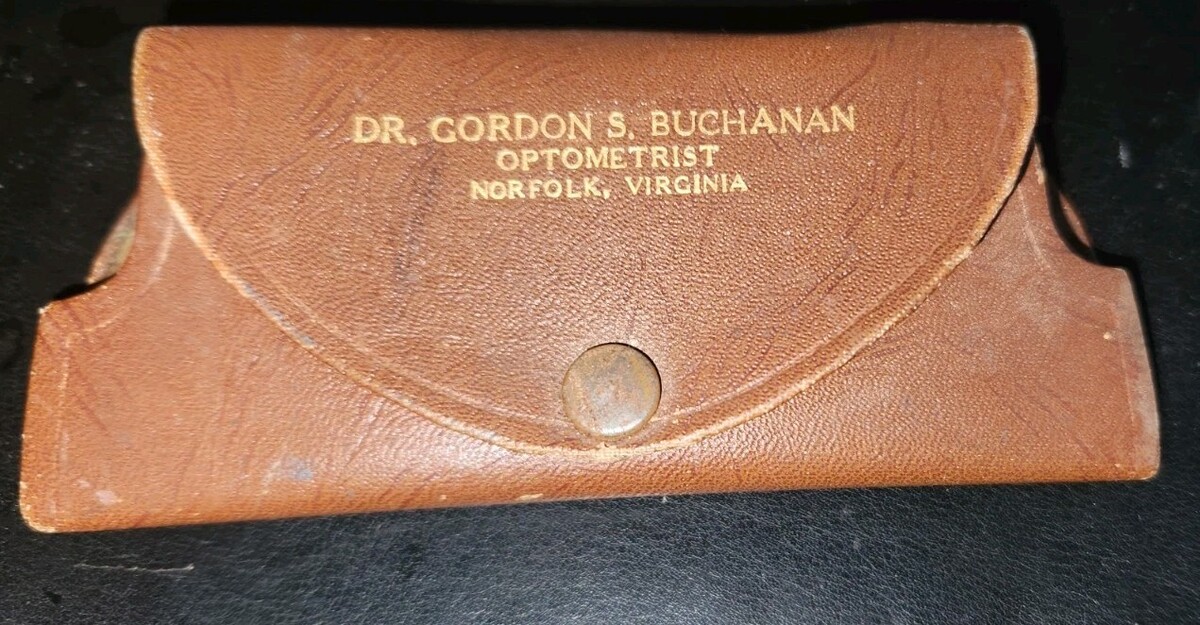 DR. GORDON S. BUCHANAN
OPTOMETRIST
NORFOLK, VIRGINIA